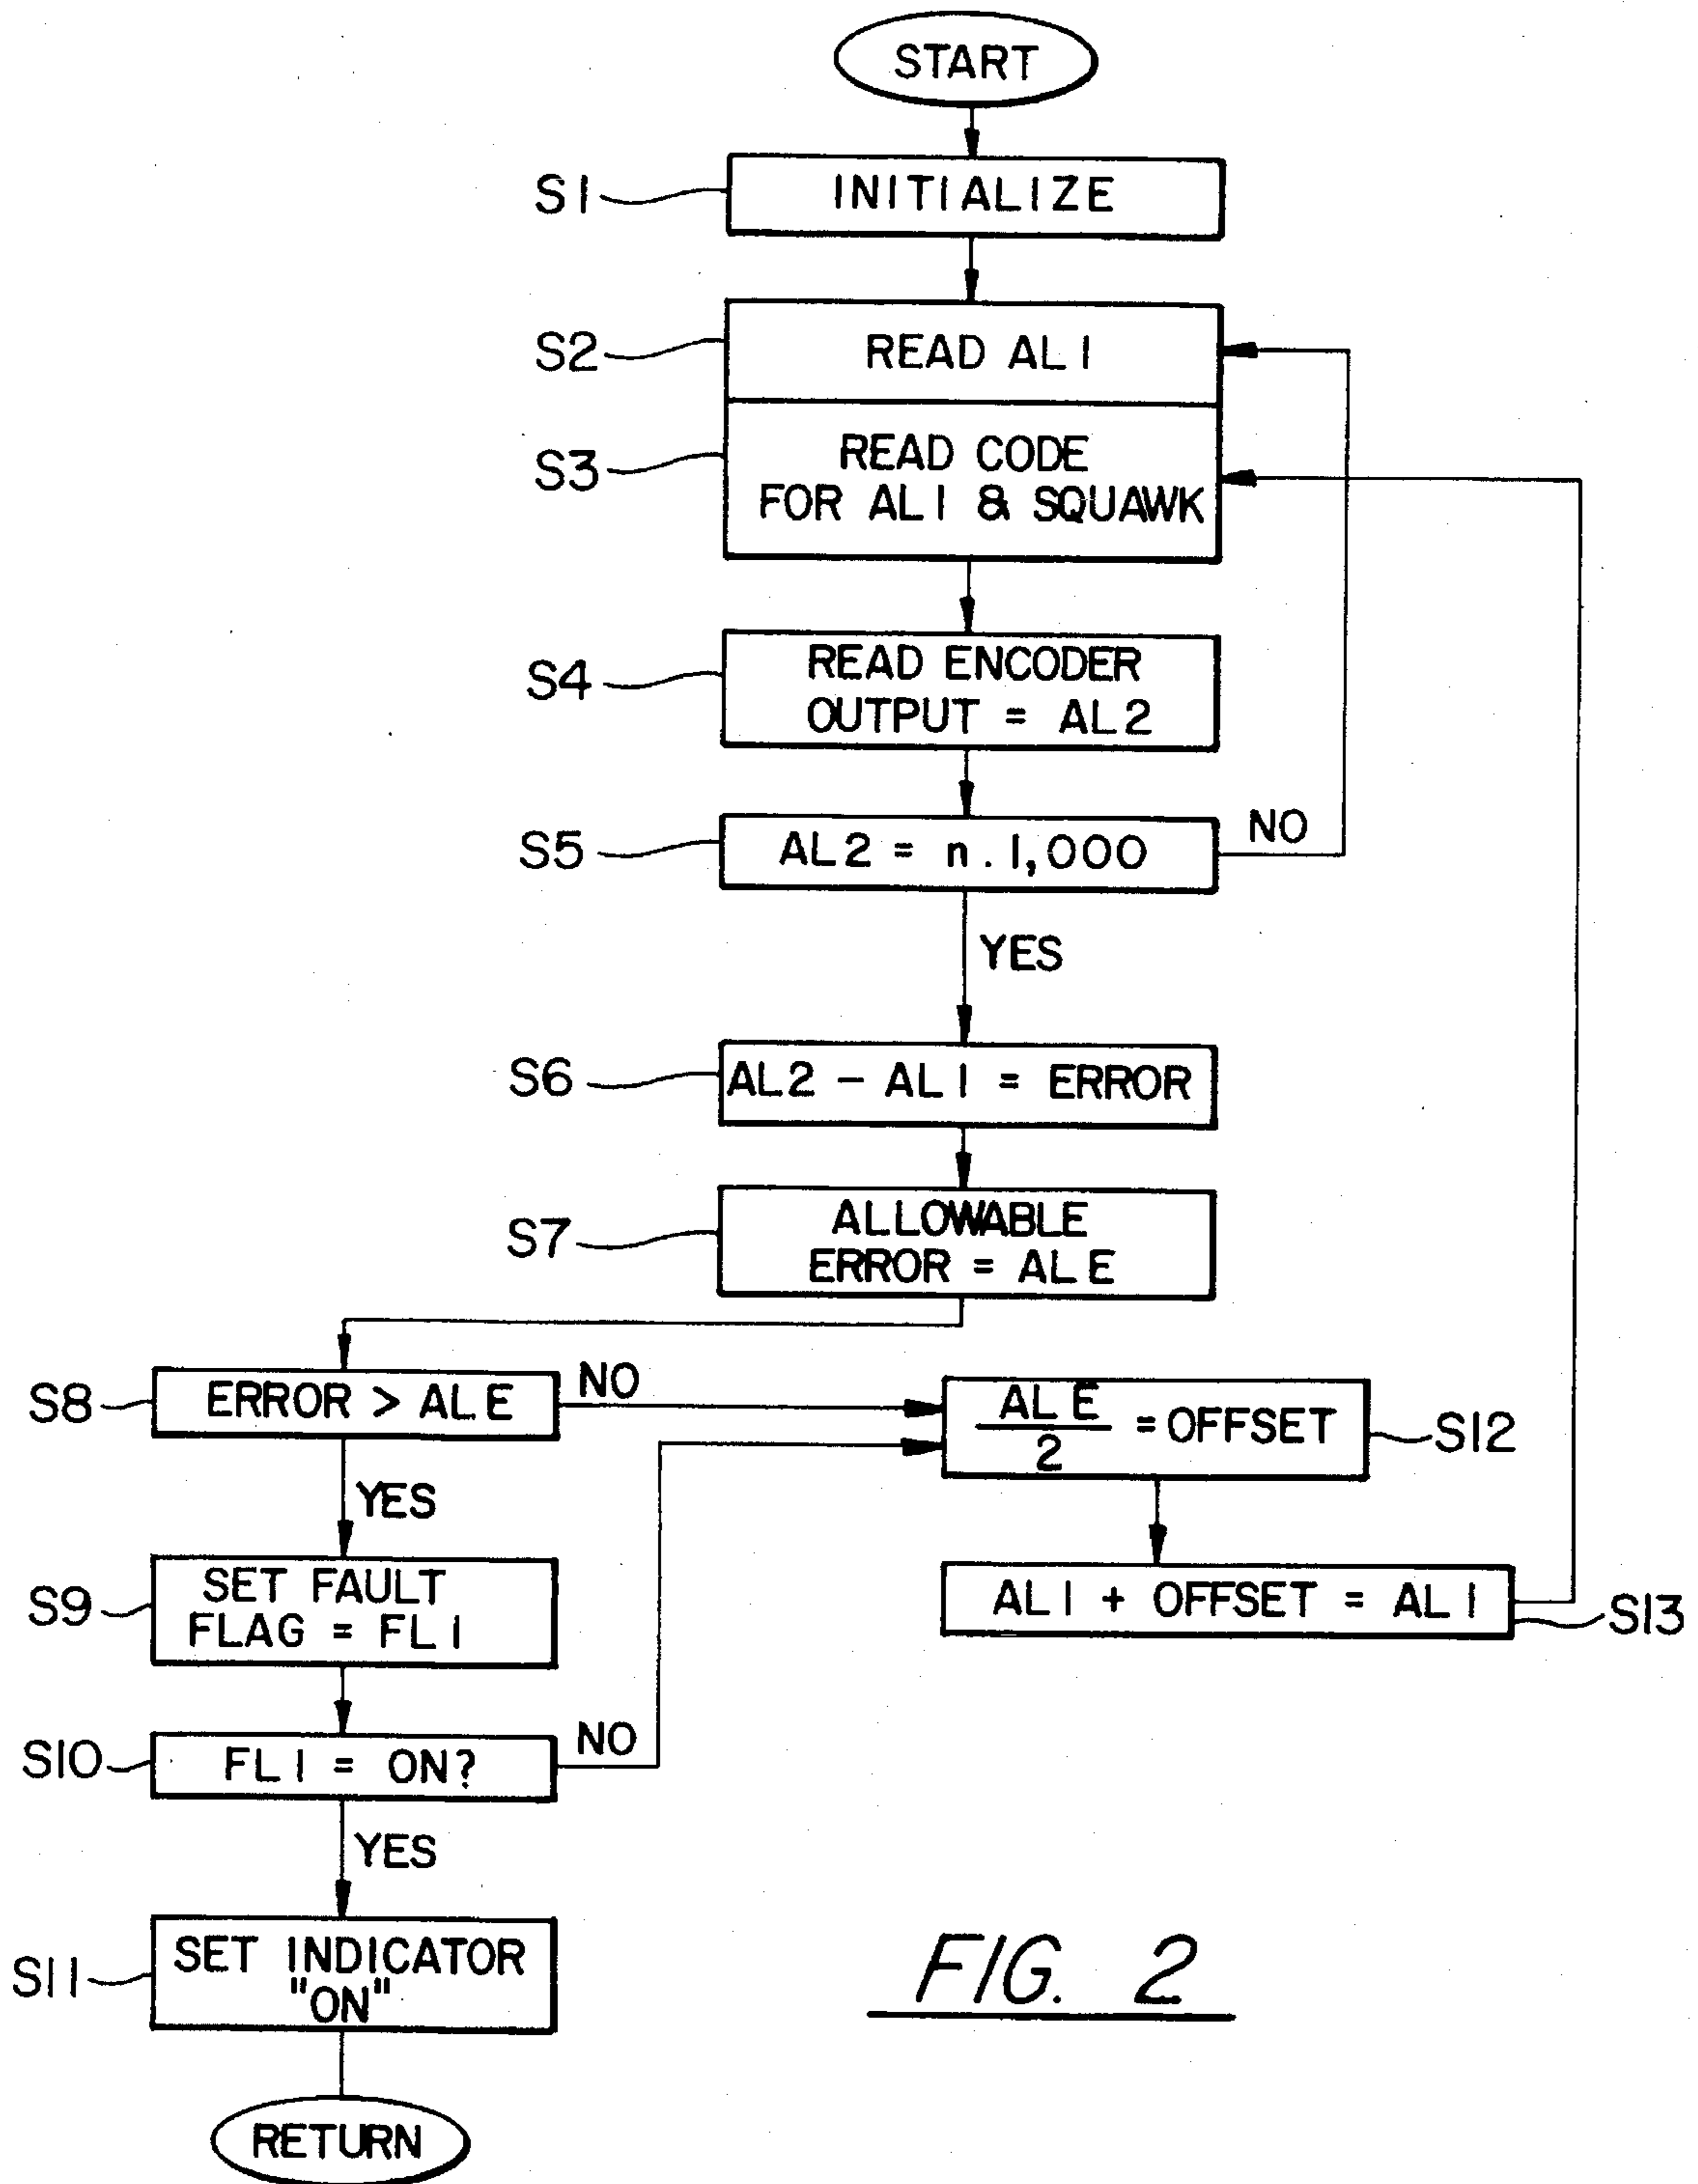 START
S1
INITIALIZE
S2
READ AL1
S3
READ CODE
FOR AL1 & SQUAWK
S4
READ ENCODER
OUTPUT = AL2
S5
AL2 = n . 1,000
NO
YES
S6
AL2 - AL1 = ERROR
S7
ALLOWABLE
ERROR = ALE
S8
ERROR > ALE
NO
ALE
2
= OFFSET
S12
YES
S9
SET FAULT
FLAG = FL1
AL1 + OFFSET = AL1
S13
S10
FL1 = ON?
NO
YES
S11
SET INDICATOR
"ON"
RETURN
FIG. 2